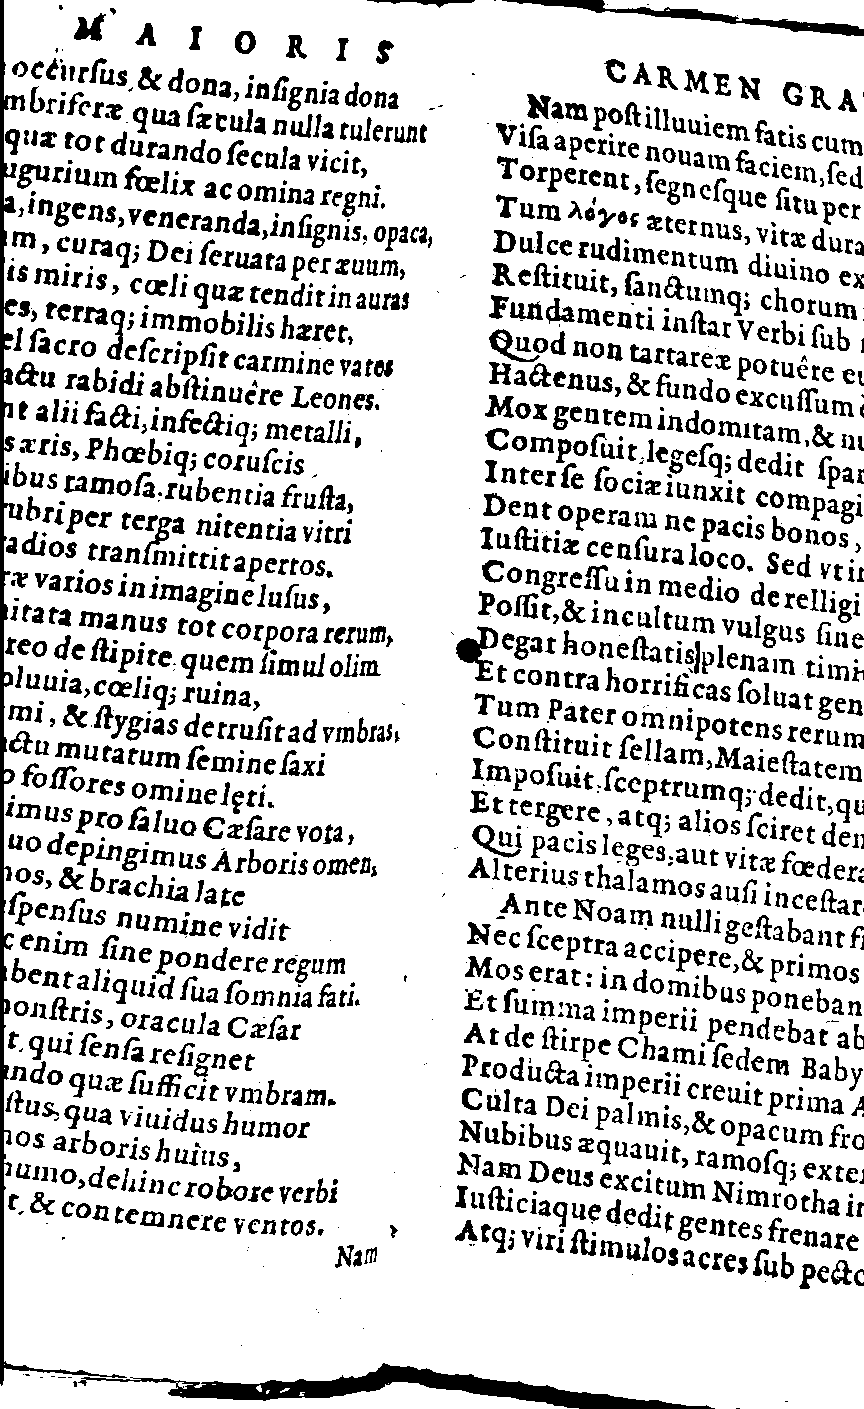 MAIORIS
occursus, & dona, insignia dona
mbriferæ qua sæcula nulla tulerunt
quæ tot durando secula vicit,
ugurium fœlix ac omina regni.
a, ingens, veneranda, insignis, opaca,
am, curaq; Dei seruata per æuum,
is miris, cœli quæ tendit in auras
es, terraq; immobilis hæret,
el sacro descripsit carmine vates
actu rabidi abstinuêre Leones.
nt alii facti, infectiq; metalli,
s æris, Phœbiq; coruscis
ibus ramosa, rubentia frusta,
rubri per terga nitentia vitri
adios transmittit apertos.
ræ varios in imagine lusus,
itata manus tot corpora rerum,
reo de stipite quem simul olim
oluuia, cœliq; ruina,
mi, & stygias detrusit ad vmbras,
actu mutatum semine saxi
o fossores omine lęti.
imus pro saluo Cæsare vota,
uo depingimus Arboris omen,
nos, & brachia late
spensus numine vidit
c enim sine pondere regum
abent aliquid sua somnia fati.
onstris, oracula Cæsar
t, qui sensa resignet
ando quæ sufficit vmbram.
stus, qua viuidus humor
nos arboris huius,
humo, dehinc robore verbi
t, & contemnere ventos.
Nam
CARMEN GRA
Nam post illuuiem fatis cum
Visa aperire nouam faciem, sed
Torperent, segnesque situ per
Tum λόγος æternus, vitæ dura
Dulce rudimentum diuino ex
Restituit, sanctumq; chorum
Fundamenti instar Verbi sub
Quod non tartareæ potuêre eu
Hactenus, & fundo excussum
Mox gentem indomitam, & nu
Composuit, legesq; dedit spar
Inter se sociæ iunxit compagi
Dent operam ne pacis bonos,
Iustitiæ censura loco. Sed vti
Congressu in medio de relligi
Possit, & incultum vulgus sine
Degat honestatis plenam timi
Et contra horrificas soluat gen
Tum Pater omnipotens rerum
Constituit sellam, Maiestatem
Imposuit, sceptrumq; dedit, qu
Et tergere, atq; alios sciret dem
Qui pacis leges, aut vitæ fœdera
Alterius thalamos ausi incestar
Ante Noam nulli gestabant f
Nec sceptra accipere, & primos
Mos erat: in domibus poneban
Et summa imperii pendebat ab
At de stirpe Chami sedem Baby
Producta imperii creuit prima A
Culta Dei palmis, & opacum fro
Nubibus æquauit, ramosq; exter
Nam Deus excitum Nimrotha in
Iusticiaque dedit gentes frenare
Atq; viri stimulos acres sub pecto